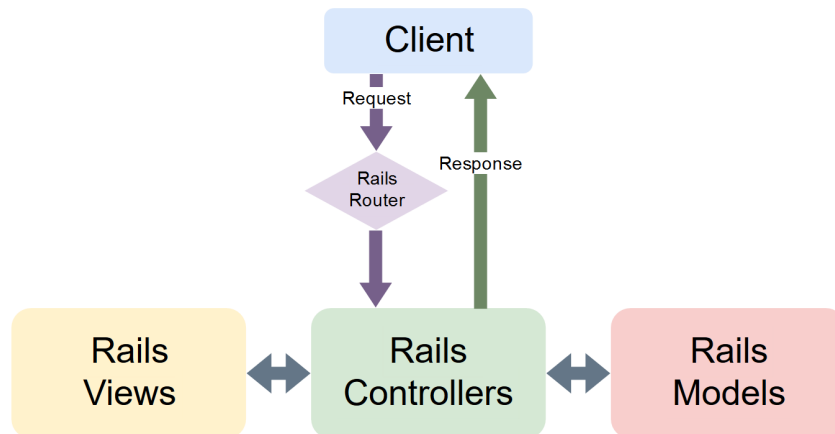 Client
Request
Response
Rails
Router
Rails
Views
Rails
Controllers
Rails
Models